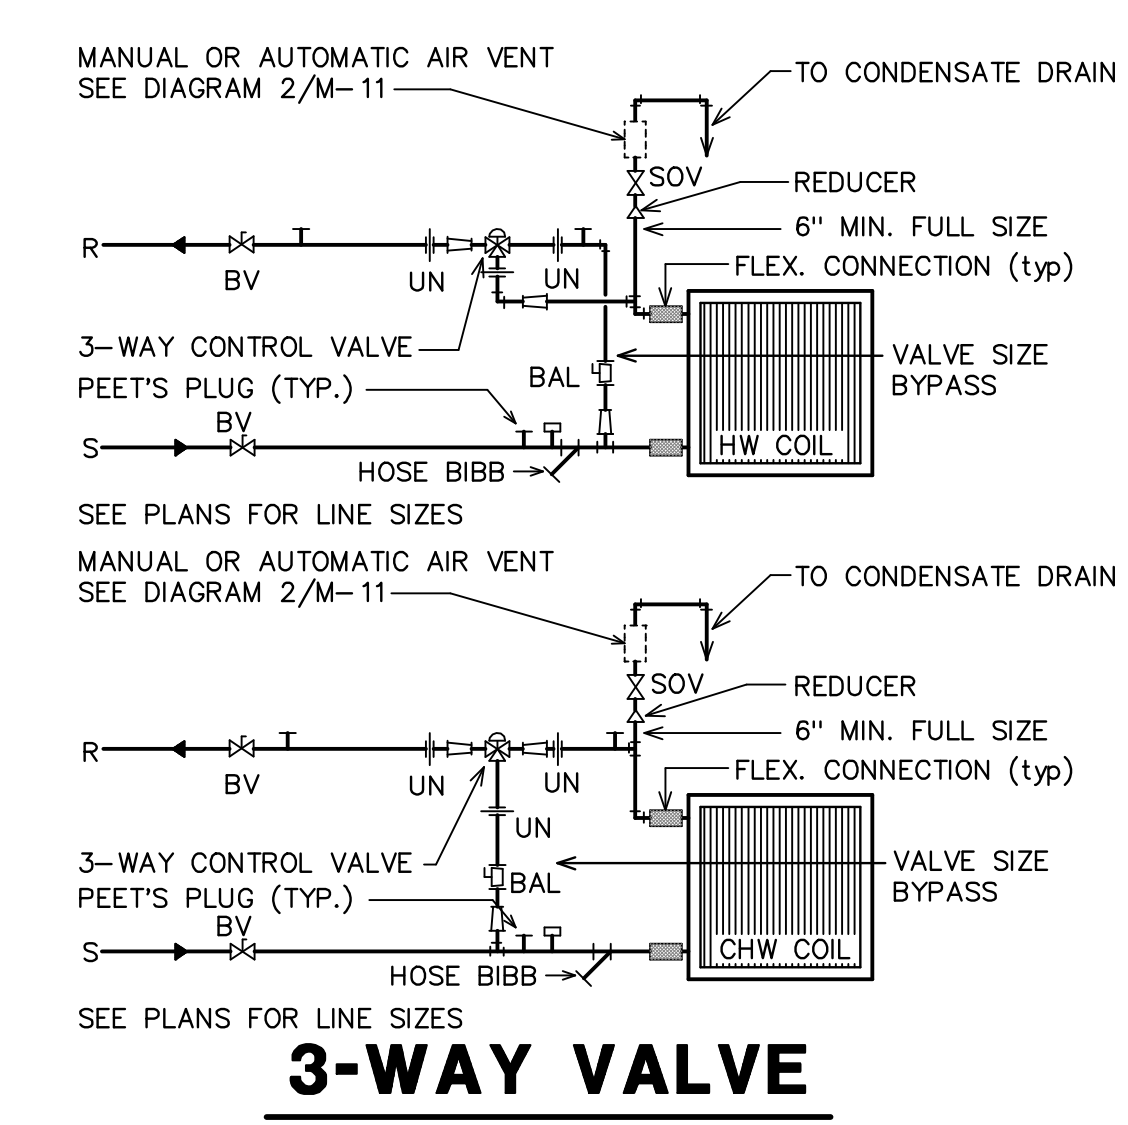 MANUAL OR AUTOMATIC AIR VENT
SEE DIAGRAM 2/M-11
TO CONDENSATE DRAIN
SOV
REDUCER
6" MIN. FULL SIZE
R
BV
UN
UN
FLEX. CONNECTION (typ)
3-WAY CONTROL VALVE
VALVE SIZE
BYPASS
BAL
PEET'S PLUG (TYP.)
BV
S
HW COIL
HOSE BIBB
SEE PLANS FOR LINE SIZES
MANUAL OR AUTOMATIC AIR VENT
SEE DIAGRAM 2/M-11
TO CONDENSATE DRAIN
SOV
REDUCER
6" MIN. FULL SIZE
R
BV
UN
UN
FLEX. CONNECTION (typ)
UN
3-WAY CONTROL VALVE
VALVE SIZE
BYPASS
BAL
PEET'S PLUG (TYP.)
BV
S
CHW COIL
HOSE BIBB
SEE PLANS FOR LINE SIZES
3-WAY VALVE